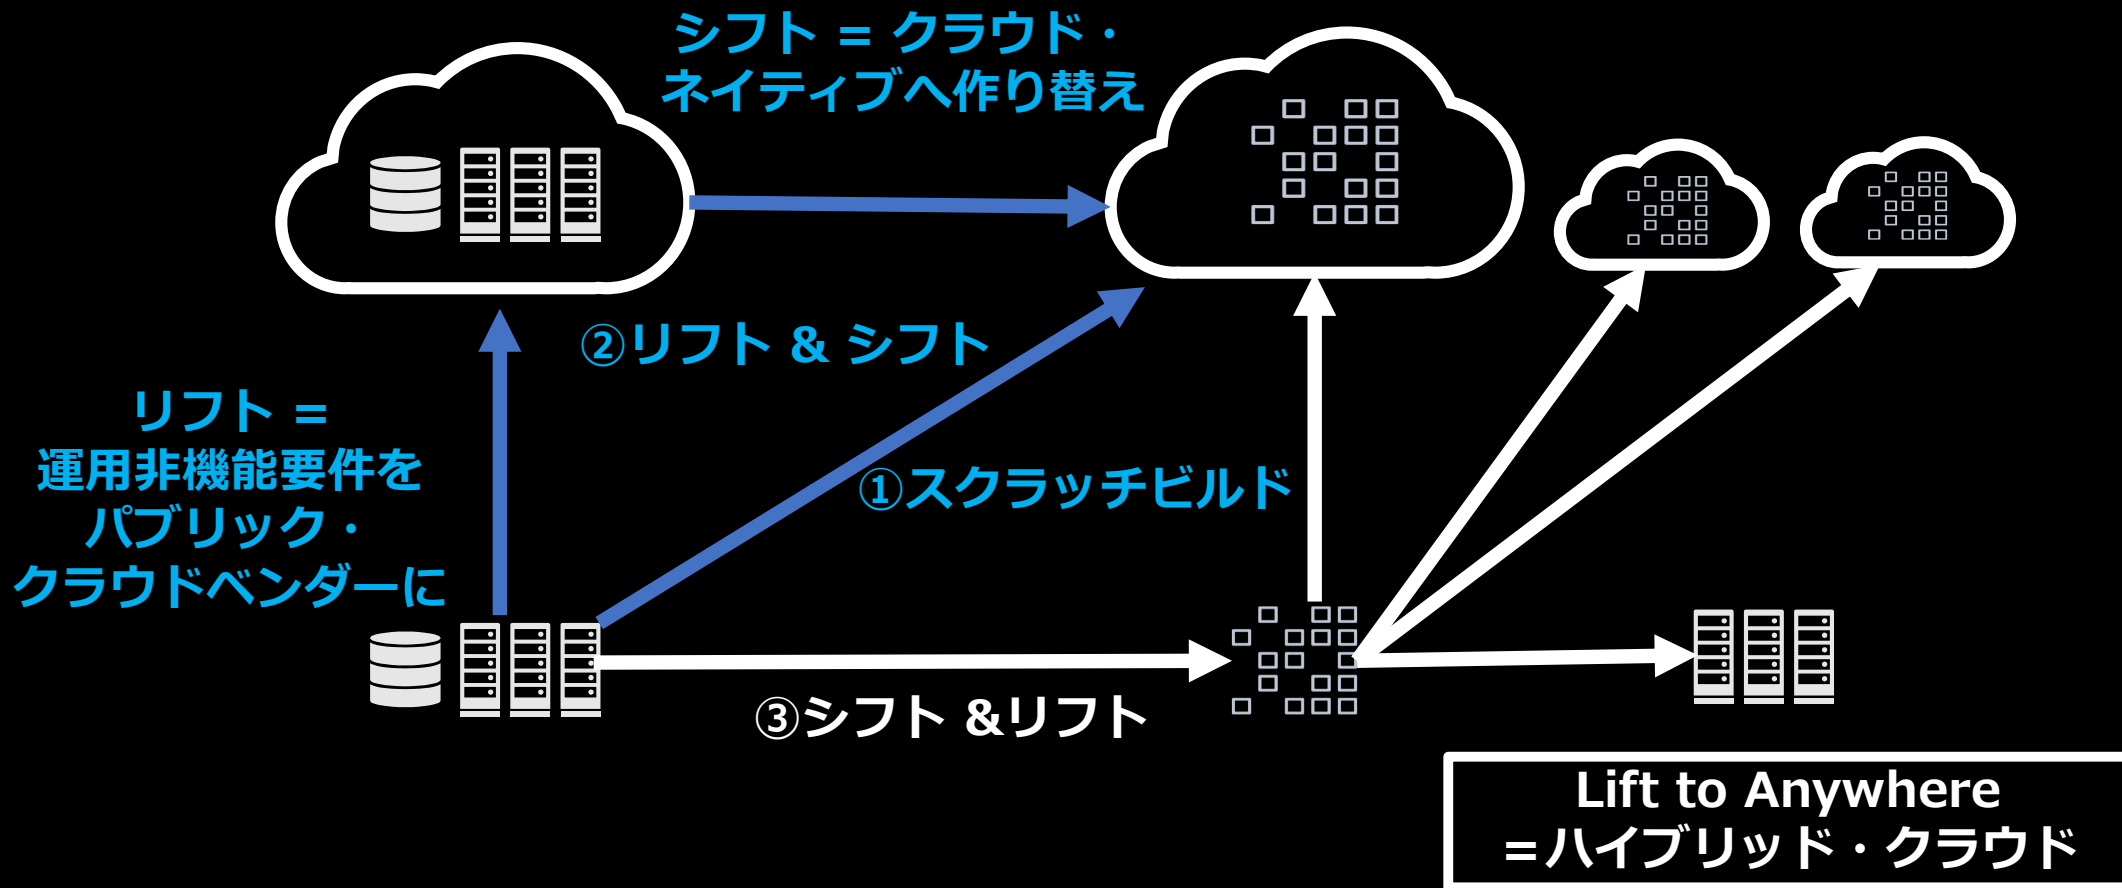 シフト = クラウド・
ネイティブへ作り替え
②リフト & シフト
リフト =
運用非機能要件を
パブリック・
クラウドベンダーに
①スクラッチビルド
③シフト &リフト
Lift to Anywhere
=ハイブリッド・クラウド